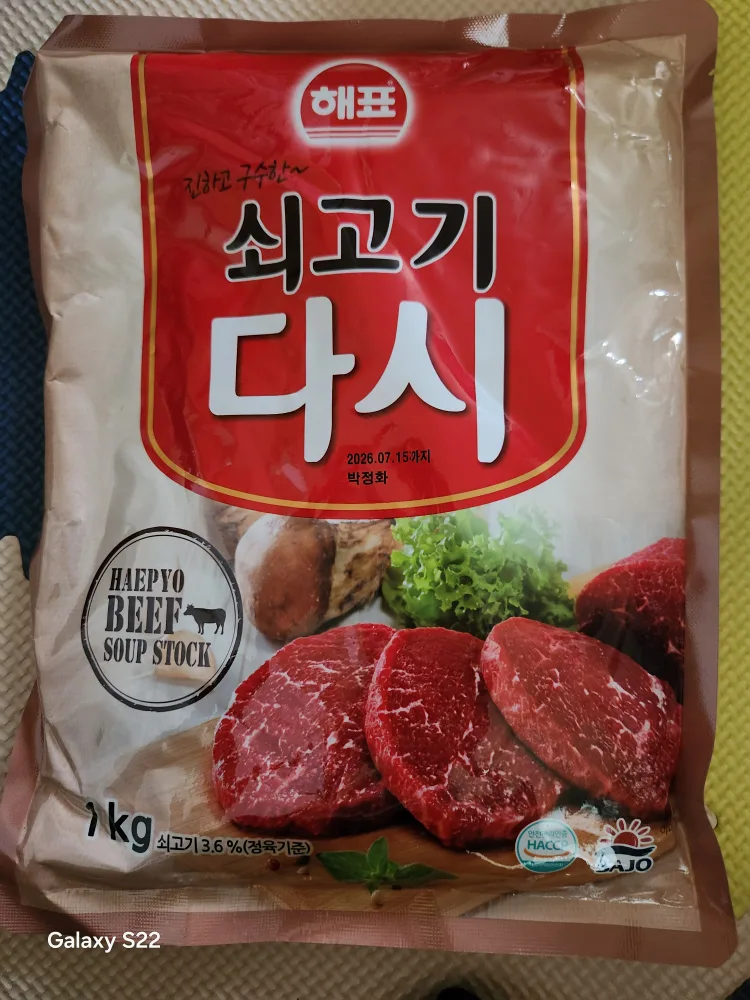 해표
진하고 구수한~
쇠고기
다시
2026.07.15까지
박정화
HAEPYO
BEEF
SOUP STOCK
1kg
쇠고기 3.6 %(정육기준)
HACCP
SAJO
Galaxy S22